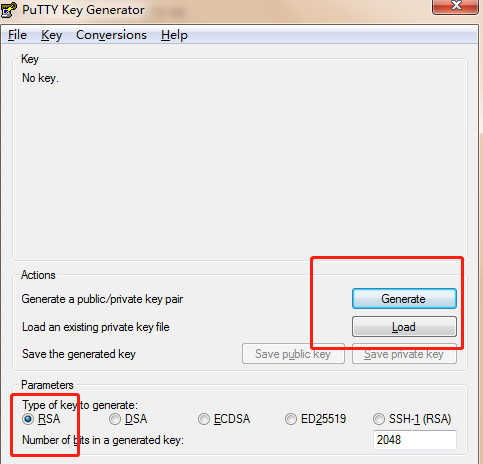 PuTTY Key Generator
File Key Conversions Help
Key
No key.
Actions
Generate a public/private key pair Generate
Load an existing private key file Load
Save the generated key Save public key Save private key
Parameters
Type of key to generate:
RSA DSA ECDSA ED25519 SSH-1 (RSA)
Number of bits in a generated key: 2048